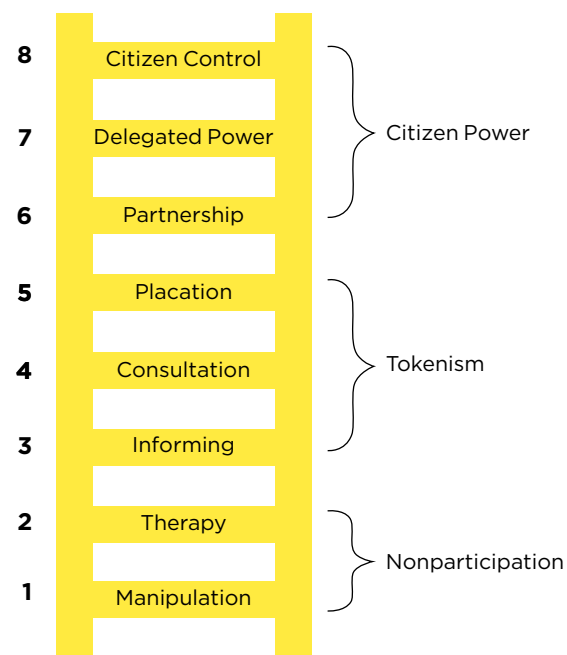 8 Citizen Control
7 Delegated Power
Citizen Power
6 Partnership
5 Placation
4 Consultation
Tokenism
3 Informing
2 Therapy
Nonparticipation
1 Manipulation